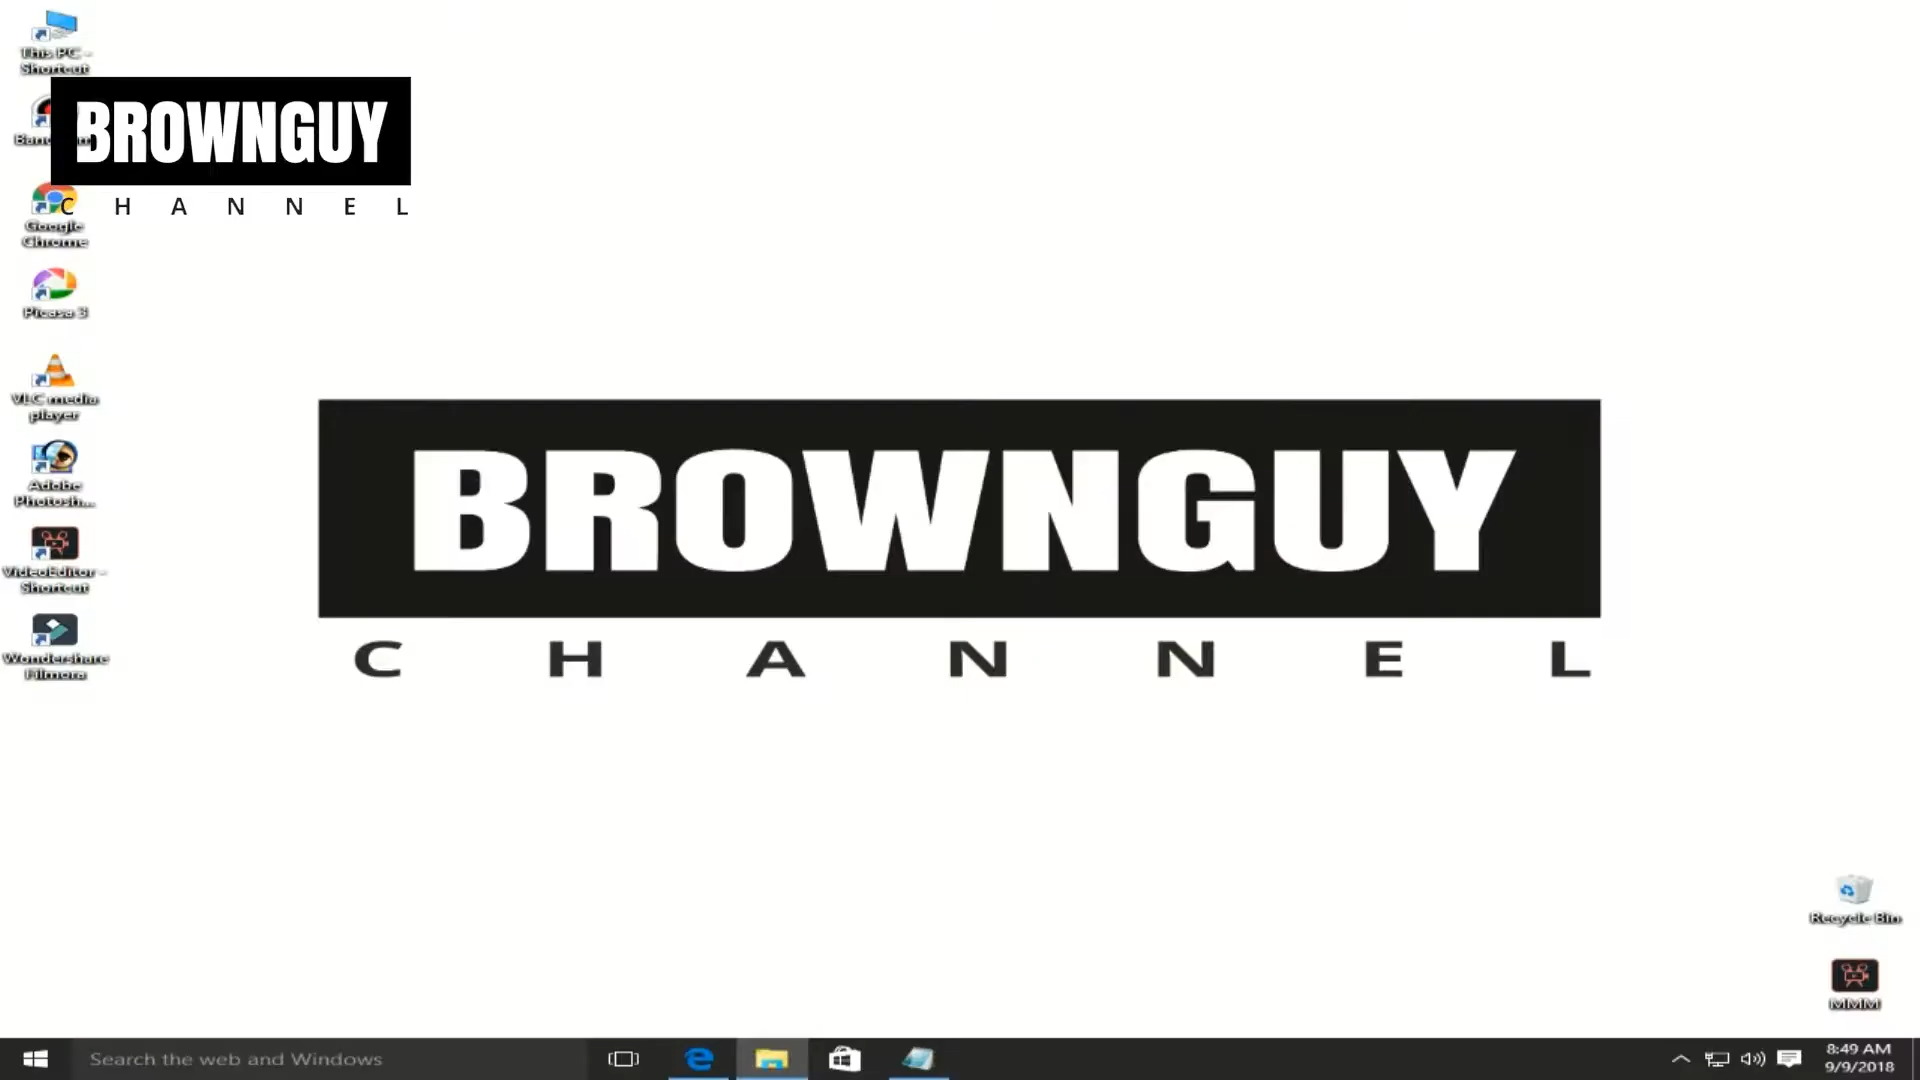 This PC -
Shortcut
BROWNGUY
C H A N N E L
Google
Chrome
Picasa 3
VLC media
player
Adobe
Photosh...
VideoEditor -
Shortcut
Wondershare
Filmora
BROWNGUY
C H A N N E L
Recycle Bin
MMM
Search the web and Windows
8:49 AM
9/9/2018